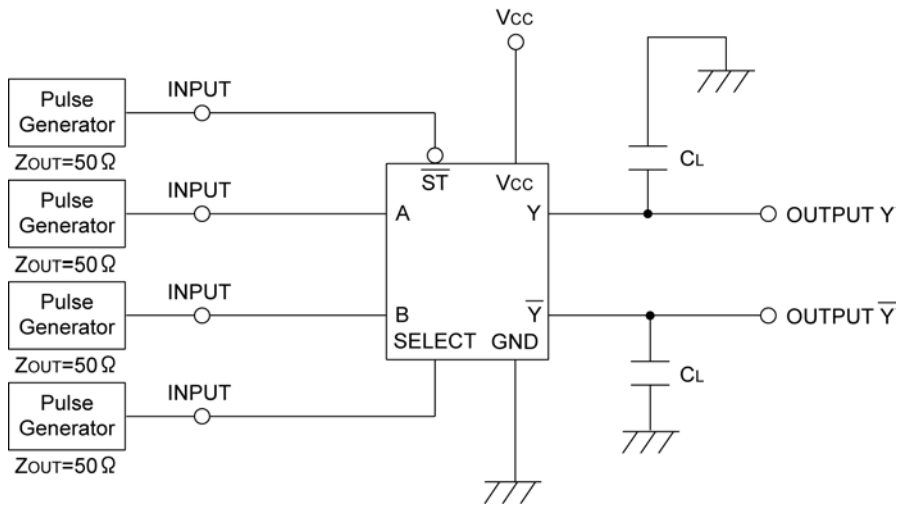 VCC
Pulse
Generator
ZOUT=50Ω
INPUT
Pulse
Generator
ZOUT=50Ω
INPUT
Pulse
Generator
ZOUT=50Ω
INPUT
Pulse
Generator
ZOUT=50Ω
INPUT
S̅T̅
VCC
A
Y
B
Y̅
SELECT
GND
CL
OUTPUT Y
OUTPUT Y̅
CL